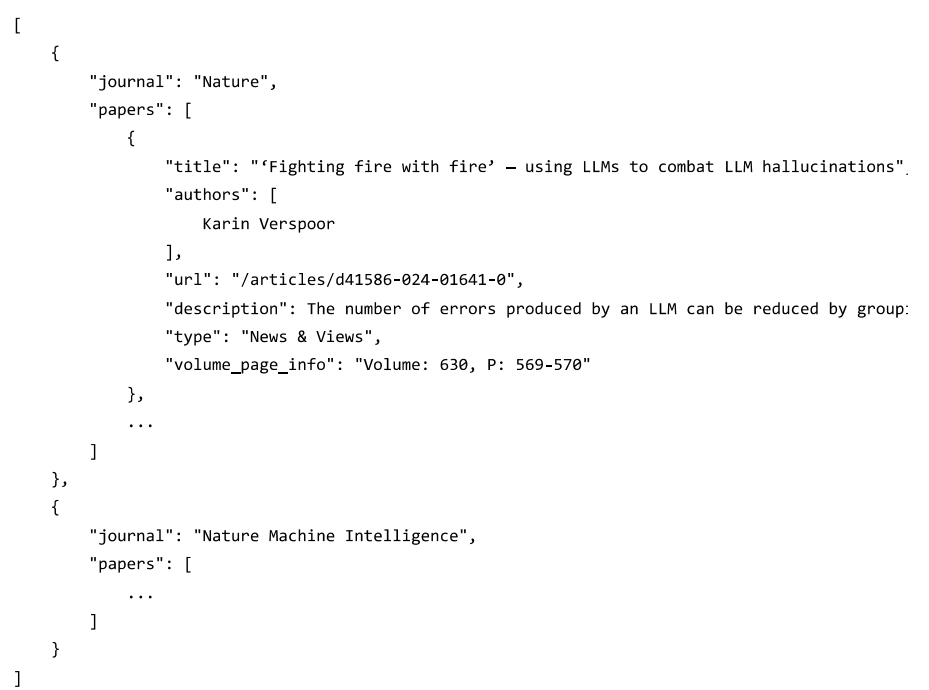 [
    {
        "journal": "Nature",
        "papers": [
            {
                "title": "‘Fighting fire with fire’ — using LLMs to combat LLM hallucinations"
                "authors": [
                    Karin Verspoor
                ],
                "url": "/articles/d41586-024-01641-0",
                "description": The number of errors produced by an LLM can be reduced by
                "type": "News & Views",
                "volume_page_info": "Volume: 630, P: 569-570"
            },
            ...
        ]
    },
    {
        "journal": "Nature Machine Intelligence",
        "papers": [
            ...
        ]
    }
]